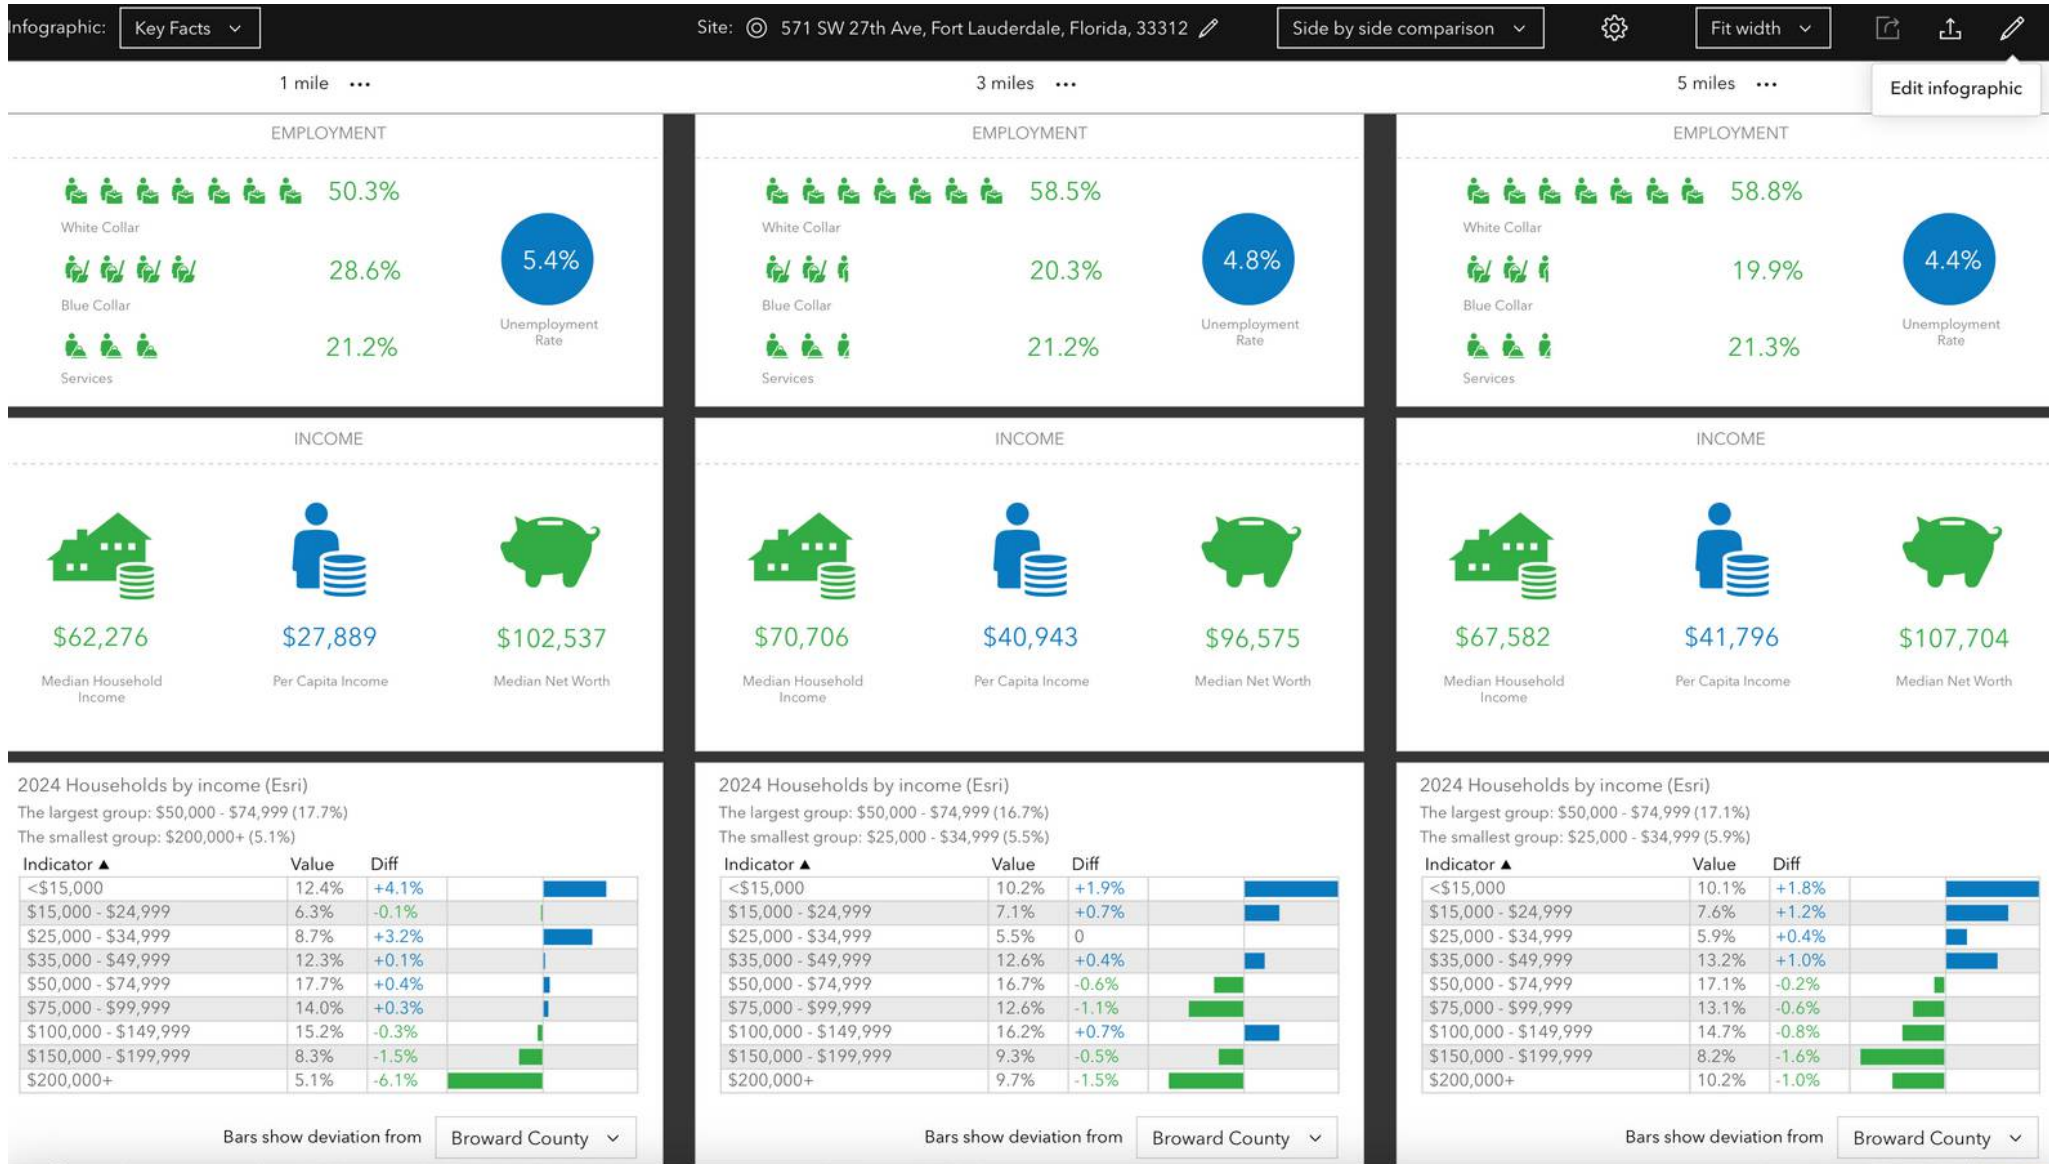 Infographic: Key Facts Site: 571 SW 27th Ave, Fort Lauderdale, Florida, 33312 Side by side comparison Fit width
Edit infographic
1 mile ...
EMPLOYMENT
50.3%
White Collar
28.6%
Blue Collar
21.2%
Services
5.4%
Unemployment
Rate
INCOME
$62,276
Median Household
Income
$27,889
Per Capita Income
$102,537
Median Net Worth
2024 Households by income (Esri)
The largest group: $50,000 - $74,999 (17.7%)
The smallest group: $200,000+ (5.1%)
Indicator ▲ Value Diff
<$15,000 12.4% +4.1%
$15,000 - $24,999 6.3% -0.1%
$25,000 - $34,999 8.7% +3.2%
$35,000 - $49,999 12.3% +0.1%
$50,000 - $74,999 17.7% +0.4%
$75,000 - $99,999 14.0% +0.3%
$100,000 - $149,999 15.2% -0.3%
$150,000 - $199,999 8.3% -1.5%
$200,000+ 5.1% -6.1%
Bars show deviation from Broward County
3 miles ...
EMPLOYMENT
58.5%
White Collar
20.3%
Blue Collar
21.2%
Services
4.8%
Unemployment
Rate
INCOME
$70,706
Median Household
Income
$40,943
Per Capita Income
$96,575
Median Net Worth
2024 Households by income (Esri)
The largest group: $50,000 - $74,999 (16.7%)
The smallest group: $25,000 - $34,999 (5.5%)
Indicator ▲ Value Diff
<$15,000 10.2% +1.9%
$15,000 - $24,999 7.1% +0.7%
$25,000 - $34,999 5.5% 0
$35,000 - $49,999 12.6% +0.4%
$50,000 - $74,999 16.7% -0.6%
$75,000 - $99,999 12.6% -1.1%
$100,000 - $149,999 16.2% +0.7%
$150,000 - $199,999 9.3% -0.5%
$200,000+ 9.7% -1.5%
Bars show deviation from Broward County
5 miles ...
EMPLOYMENT
58.8%
White Collar
19.9%
Blue Collar
21.3%
Services
4.4%
Unemployment
Rate
INCOME
$67,582
Median Household
Income
$41,796
Per Capita Income
$107,704
Median Net Worth
2024 Households by income (Esri)
The largest group: $50,000 - $74,999 (17.1%)
The smallest group: $25,000 - $34,999 (5.9%)
Indicator ▲ Value Diff
<$15,000 10.1% +1.8%
$15,000 - $24,999 7.6% +1.2%
$25,000 - $34,999 5.9% +0.4%
$35,000 - $49,999 13.2% +1.0%
$50,000 - $74,999 17.1% -0.2%
$75,000 - $99,999 13.1% -0.6%
$100,000 - $149,999 14.7% -0.8%
$150,000 - $199,999 8.2% -1.6%
$200,000+ 10.2% -1.0%
Bars show deviation from Broward County